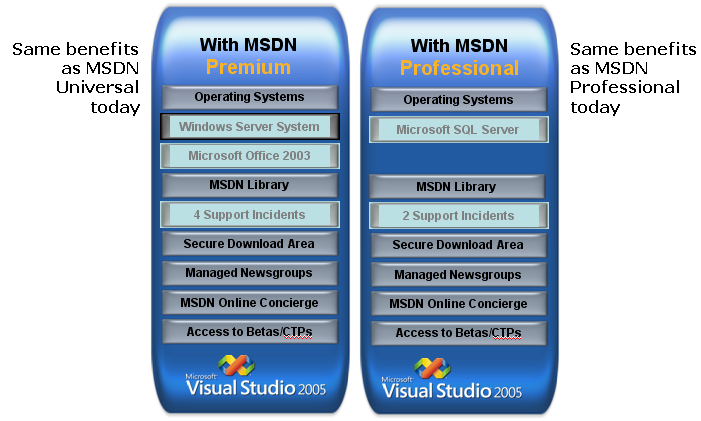 Same benefits
as MSDN
Universal
today
With MSDN
Premium
Operating Systems
Windows Server System
Microsoft Office 2003
MSDN Library
4 Support Incidents
Secure Download Area
Managed Newsgroups
MSDN Online Concierge
Access to Betas/CTPs
Microsoft
Visual Studio 2005
With MSDN
Professional
Operating Systems
Microsoft SQL Server
MSDN Library
2 Support Incidents
Secure Download Area
Managed Newsgroups
MSDN Online Concierge
Access to Betas/CTPs
Microsoft
Visual Studio 2005
Same benefits
as MSDN
Professional
today